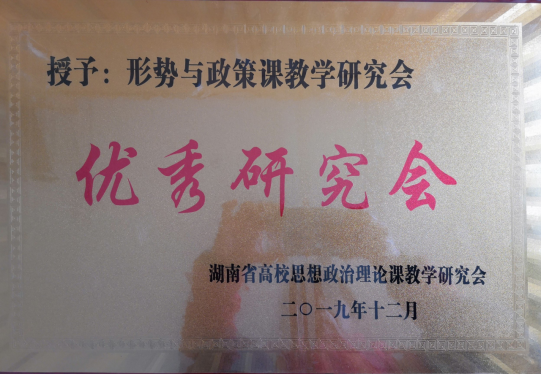 授予：形势与政策课教学研究会
优秀研究会
湖南省高校思想政治理论课教学研究会
二〇一九年十二月